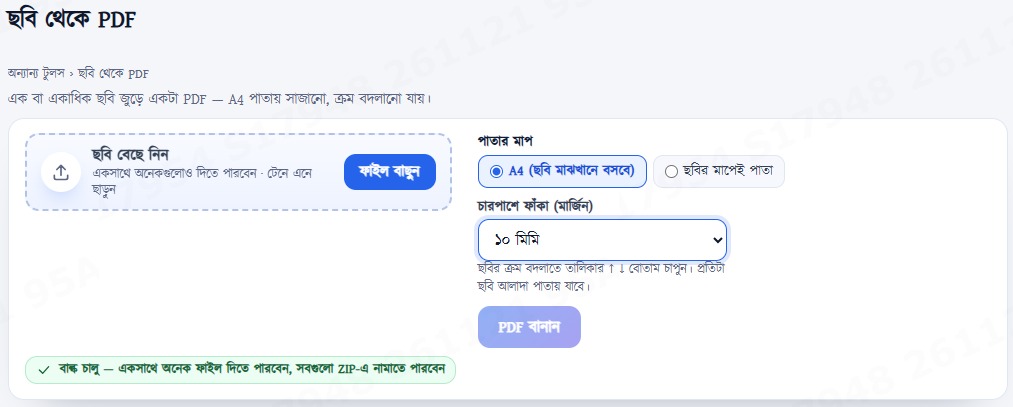 ছবি থেকে PDF
অন্যান্য টুলস › ছবি থেকে PDF
এক বা একাধিক ছবি জুড়ে একটা PDF — A4 পাতায় সাজানো, ক্রম বদলানো যায়।
ছবি বেছে নিন
একসাথে অনেকগুলোও দিতে পারবেন · টেনে এনে
ছাড়ুন
ফাইল বাছুন
পাতার মাপ
A4 (ছবি মাঝখানে বসবে)
ছবির মাপেই পাতা
চারপাশে ফাঁকা (মার্জিন)
১০ মিমি
ছবির ক্রম বদলাতে তালিকার ↑ ↓ বোতাম চাপুন। প্রতিটা
ছবি আলাদা পাতায় যাবে।
PDF বানান
বাল্ক চালু — একসাথে অনেক ফাইল দিতে পারবেন, সবগুলো ZIP-এ নামাতে পারবেন